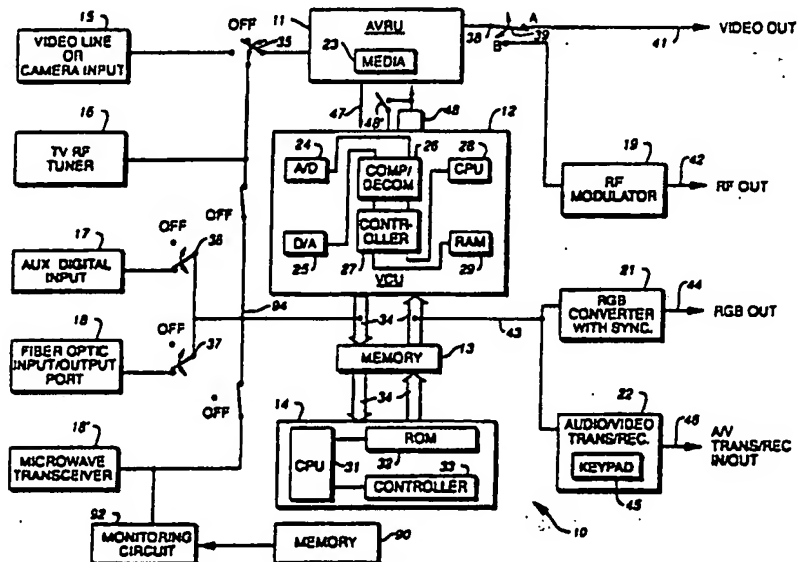 15
VIDEO LINE
OR
CAMERA INPUT
OFF
35
11
AVRU
23
MEDIA
38
A
B
39
41
VIDEO OUT
16
TV RF
TUNER
47
48'
48
12
24
A/D
26
COMP/
DECOM
28
CPU
D/A
25
CONTR-
OLLER
27
RAM
29
VCU
19
RF
MODULATOR
42
RF OUT
OFF
OFF
17
AUX DIGITAL
INPUT
36
OFF
18
FIBER OPTIC
INPUT/OUTPUT
PORT
37
94
34
MEMORY
13
34
43
21
RGB
CONVERTER
WITH SYNC.
44
RGB OUT
OFF
18'
MICROWAVE
TRANSCEIVER
14
CPU
31
ROM
32
33
CONTROLLER
22
AUDIO/VIDEO
TRANS/REC.
KEYPAD
45
46
A/V
TRANS/REC
IN/OUT
10
92
MONITORING
CIRCUIT
MEMORY
90